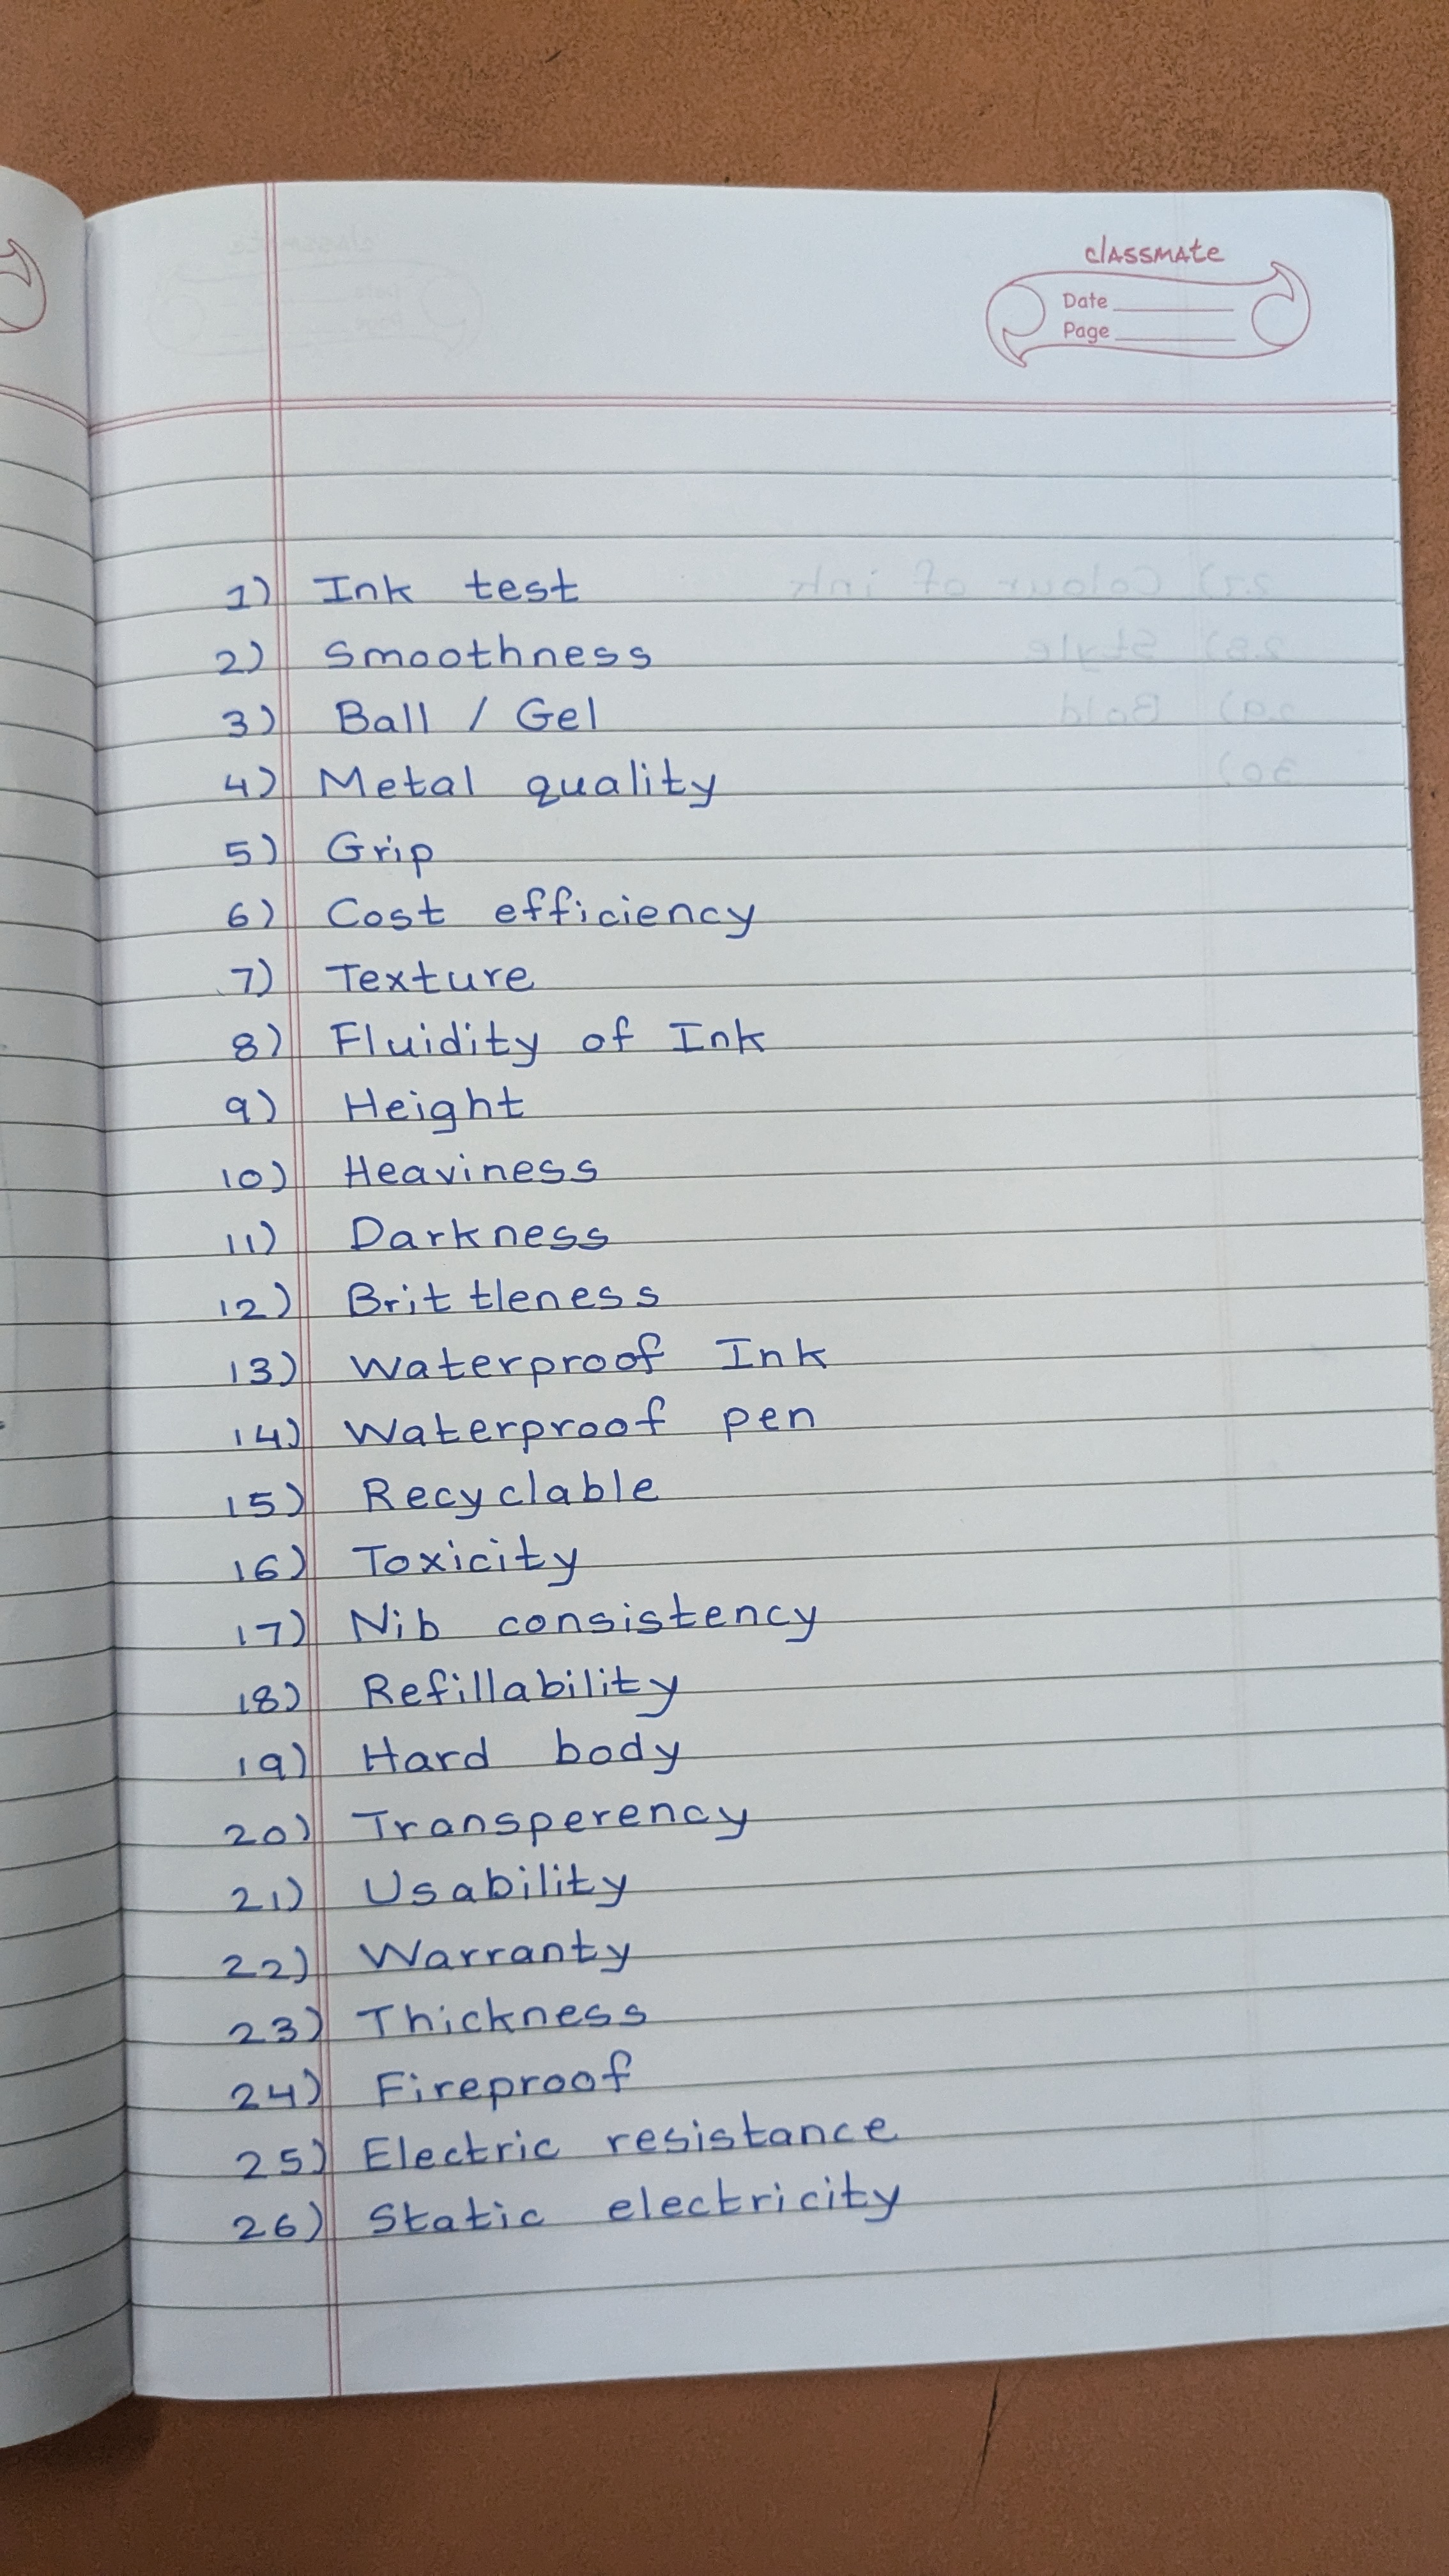 classmate
Date
Page
1) Ink test
2) Smoothness
3) Ball / Gel
4) Metal quality
5) Grip
6) Cost efficiency
7) Texture
8) Fluidity of Ink
9) Height
10) Heaviness
11) Darkness
12) Brittleness
13) Waterproof Ink
14) Waterproof pen
15) Recyclable
16) Toxicity
17) Nib consistency
18) Refillability
19) Hard body
20) Transperency
21) Usability
22) Warranty
23) Thickness
24) Fireproof
25) Electric resistance
26) Static electricity